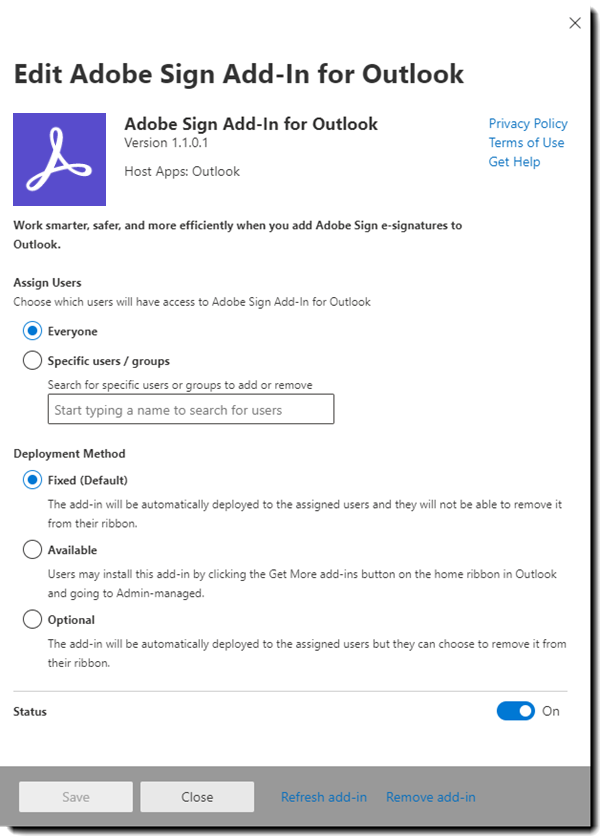 Edit Adobe Sign Add-In for Outlook
Adobe Sign Add-In for Outlook
Version 1.1.0.1
Host Apps: Outlook
Privacy Policy
Terms of Use
Get Help
Work smarter, safer, and more efficiently when you add Adobe Sign e-signatures to
Outlook.
Assign Users
Choose which users will have access to Adobe Sign Add-In for Outlook
Everyone
Specific users / groups
Search for specific users or groups to add or remove
Start typing a name to search for users
Deployment Method
Fixed (Default)
The add-in will be automatically deployed to the assigned users and they will not be able to remove it
from their ribbon.
Available
Users may install this add-in by clicking the Get More add-ins button on the home ribbon in Outlook
and going to Admin-managed.
Optional
The add-in will be automatically deployed to the assigned users but they can choose to remove it from
their ribbon.
Status On
Save Close Refresh add-in Remove add-in